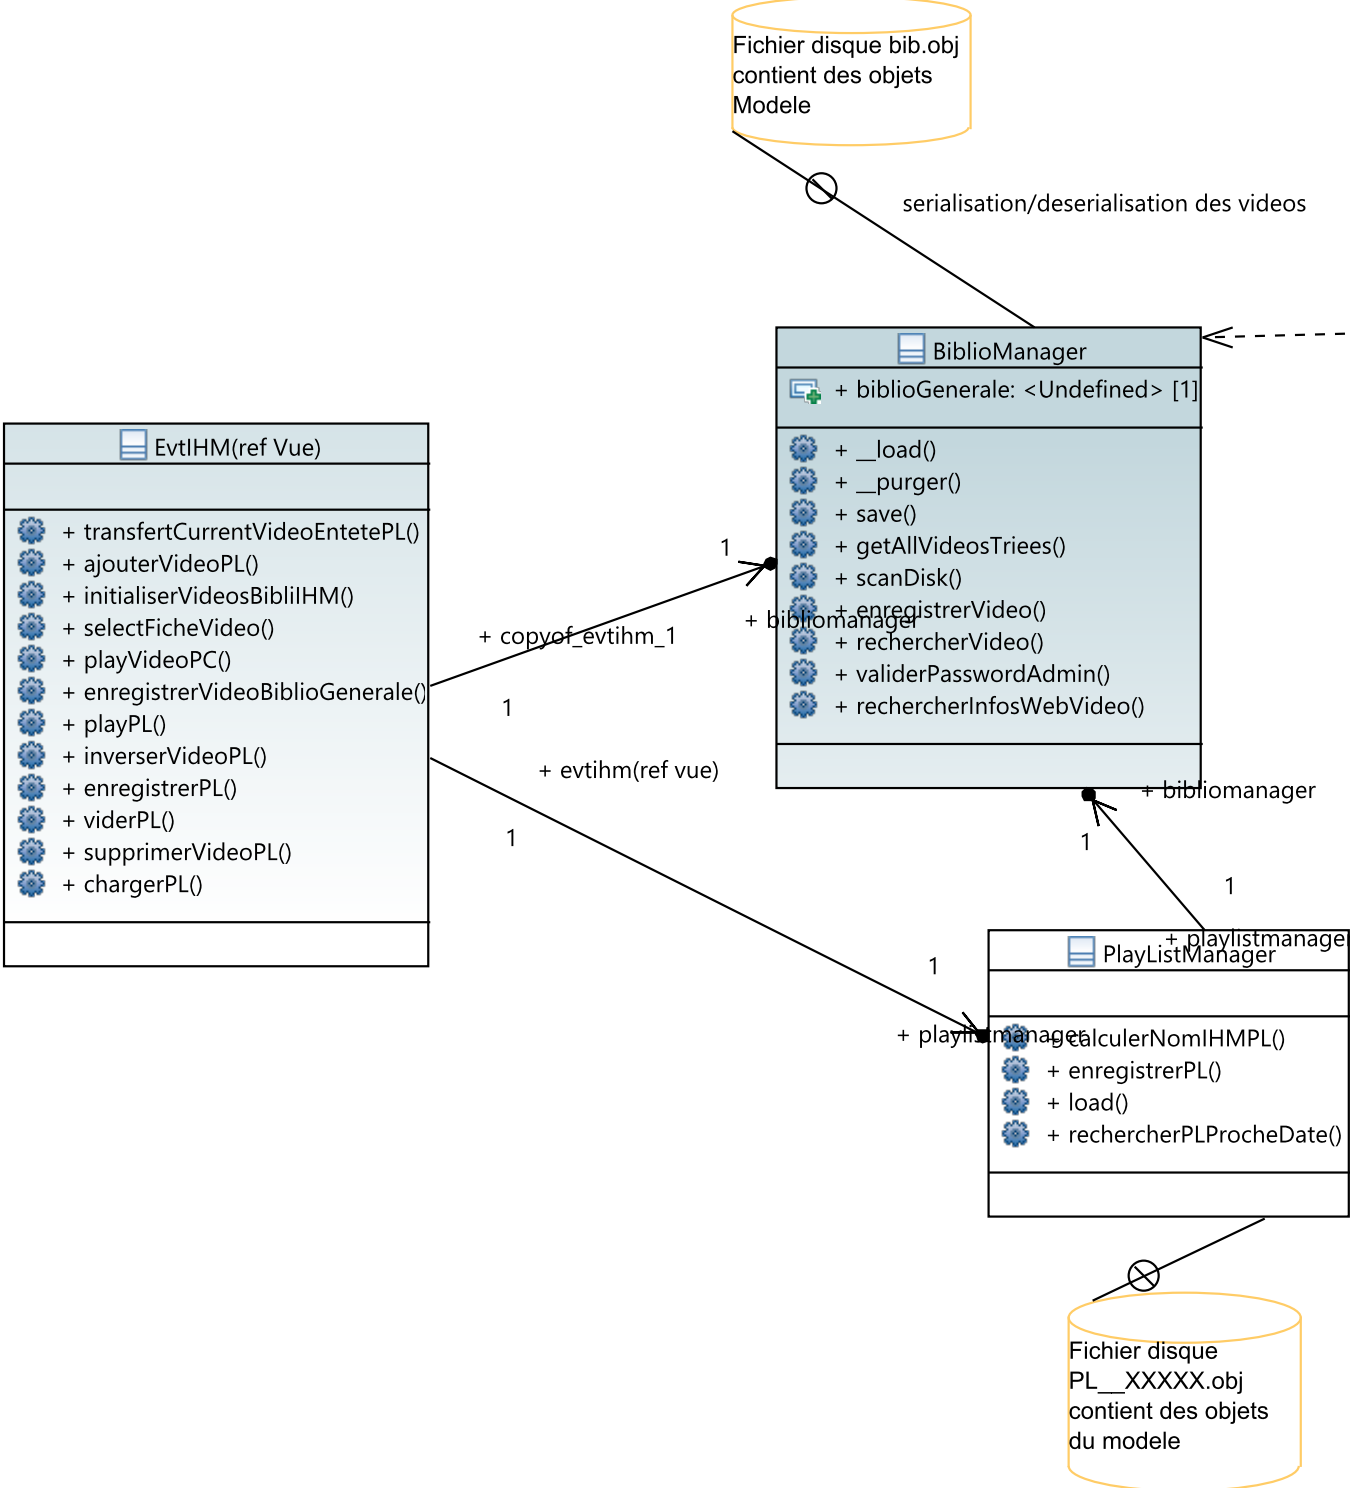 Fichier disque bib.obj
contient des objets
Modele
serialisation/deserialisation des videos
BiblioManager
+ biblioGenerale: <Undefined> [1]
+ __load()
+ __purger()
+ save()
+ getAllVideosTriees()
+ scanDisk()
+ enregistrerVideo()
+ rechercherVideo()
+ validerPasswordAdmin()
+ rechercherInfosWebVideo()
EvtIHM(ref Vue)
+ transfertCurrentVideoEntetePL()
+ ajouterVideoPL()
+ initialiserVideosBibliIHM()
+ selectFicheVideo()
+ playVideoPC()
+ enregistrerVideoBiblioGenerale()
+ playPL()
+ inverserVideoPL()
+ enregistrerPL()
+ viderPL()
+ supprimerVideoPL()
+ chargerPL()
1
+ bibliomanager
+ copyof_evtihm_1
1
+ evtihm(ref vue)
1
1
+ playlistmanager
+ bibliomanager
1
1
+ playlistmanager
PlayListManager
+ calculerNomIHMPL()
+ enregistrerPL()
+ load()
+ rechercherPLProcheDate()
Fichier disque
PL__XXXXX.obj
contient des objets
du modele